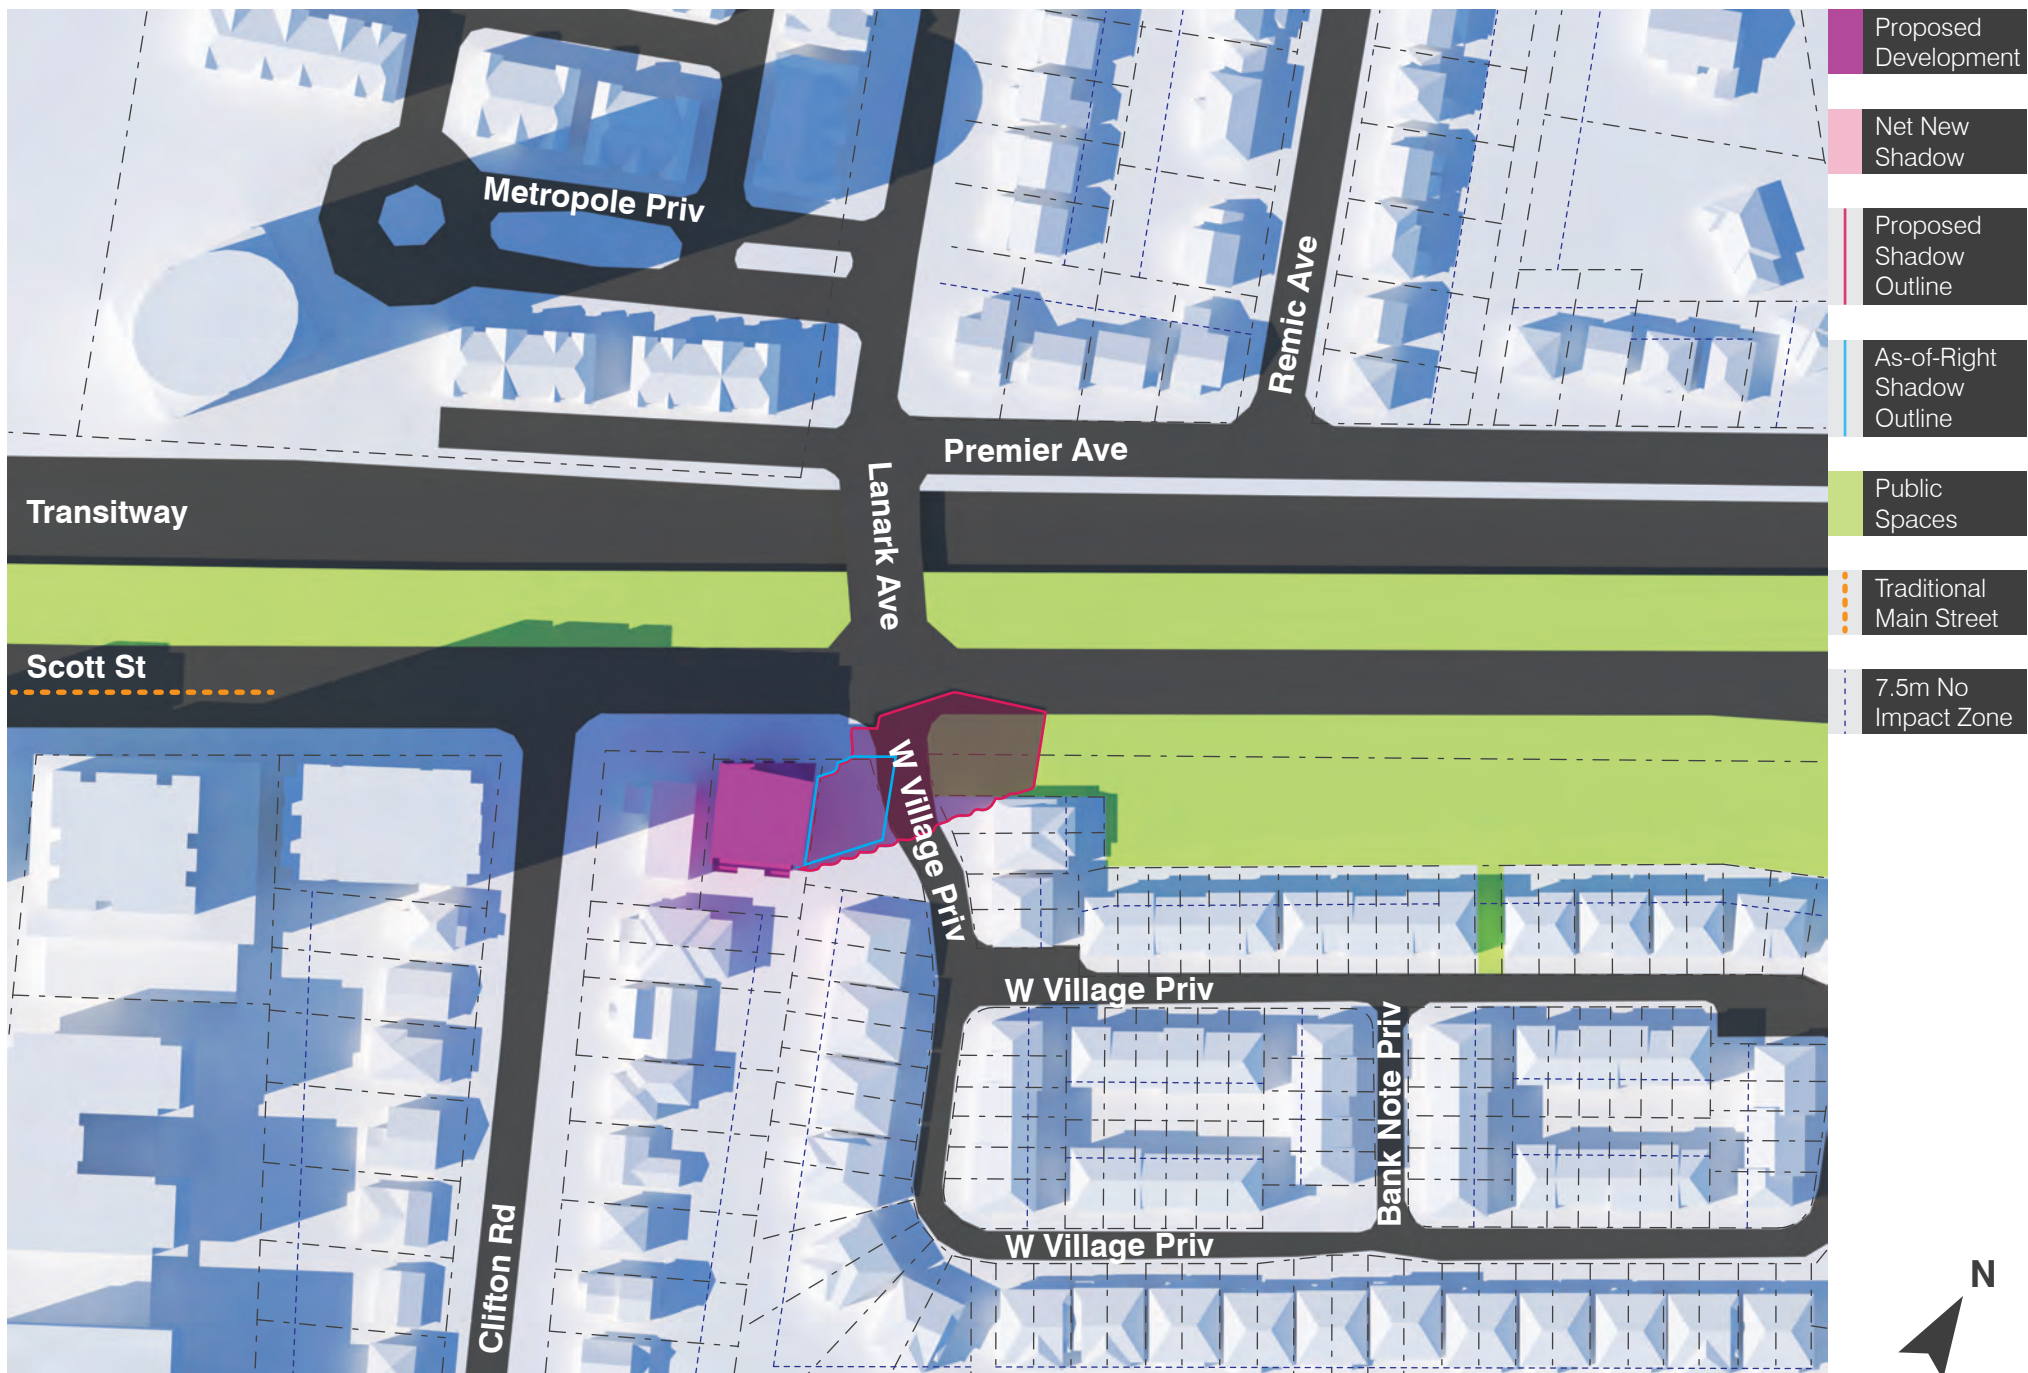 Metropole Priv
Remic Ave
Premier Ave
Lanark Ave
Transitway
Scott St
W Village Priv
W Village Priv
Bank Note Priv
W Village Priv
Clifton Rd
Proposed
Development
Net New
Shadow
Proposed
Shadow
Outline
As-of-Right
Shadow
Outline
Public
Spaces
Traditional
Main Street
7.5m No
Impact Zone
N